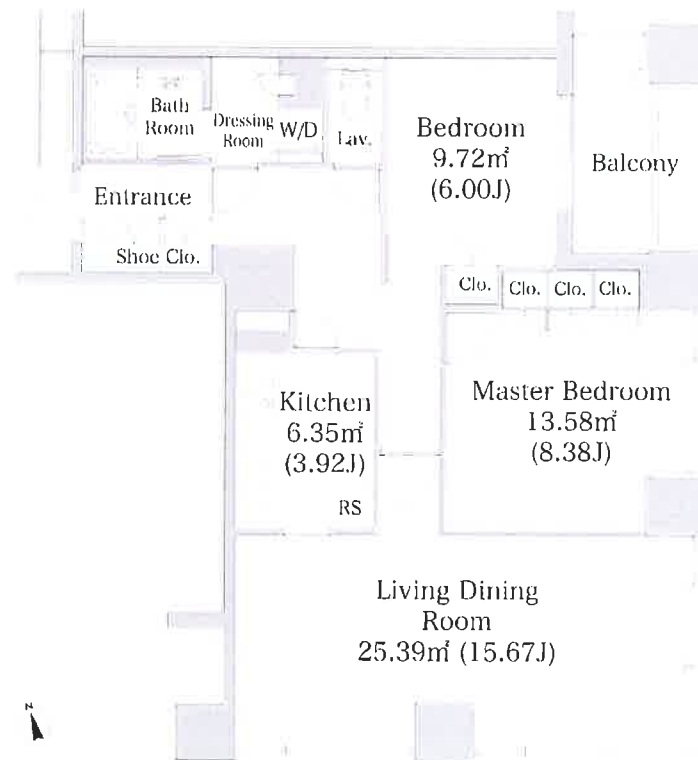 Bath
Room
Dressing
Room
W/D
Lav.
Bedroom
9.72㎡
(6.00J)
Balcony
Entrance
Shoe Clo.
Clo.
Clo.
Clo.
Clo.
Kitchen
6.35㎡
(3.92J)
RS
Master Bedroom
13.58㎡
(8.38J)
Living Dining
Room
25.39㎡ (15.67J)
N